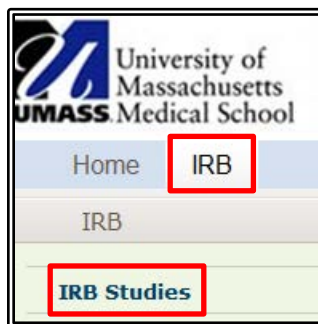 University of
Massachusetts
UMASS Medical School
Home IRB
IRB
IRB Studies